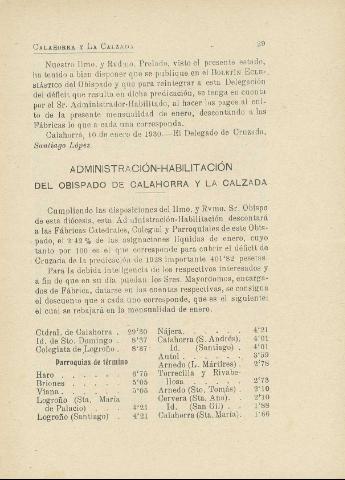 CALAHORRA Y LA CALZADA 29
Nuestro Ilmo. y Rvdmo. Prelado, visto el presente estado,
ha tenido a bien disponer que se publique en el BOLETÍN ECLE-
SIÁSTICO del Obispado y que para reintegrar a esta Delegación
del déficit que resulta en dicha predicación, se tenga en cuenta
por el Sr. Administrador-Habilitado, al hacer los pagos al cul-
to de la presente mensualidad de enero, descontando a las
Fábricas lo que a cada una corresponda.
Calahorra, 10 de enero de 1930.—El Delegado de Cruzada,
Santiago López.
ADMINISTRACIÓN-HABILITACIÓN
DEL OBISPADO DE CALAHORRA Y LA CALZADA
Cumpliendo las disposiciones del Ilmo. y Rvmo. Sr. Obispo
de esta diócesis, esta Administración-Habilitación descontará
a las Fábricas Catedrales, Colegial y Parroquiales de este Obis-
pado, el 2'42 % de las asignaciones líquidas de enero, cuyo
tanto por 100 es el que corresponde para cubrir el déficit de
Cruzada de la predicación de 1928 importante 401'82 pesetas.
Para la debida inteligencia de los respectivos interesados y
a fin de que en su día puedan los Sres. Mayordomos, encarga-
dos de Fábrica, datarse en las cuentas respectivas, se consigna
el descuento que a cada uno corresponde, que es el siguiente:
el cual se rebajará en la mensualidad de enero.
Ctdral. de Calahorra . 29'30
Id. de Sto. Domingo . 8'37
Colegiata de Logroño . 8'87
Parroquias de término
Haro . . . . . 6'75
Briones . . . . . 5'05
Viana . . . . . 5'05
Logroño (Sta. María
de Palacio) . . . 4'21
Logroño (Santiago) . 4'21
Nájera. . . . . 4'21
Calahorra (S. Andrés). 4'01
Id. (Santiago) . 4'01
Autol . . . . . 3'59
Arnedo (L. Mártires) . 2'78
Torrecilla y Rivabe-
llosa . . . . . 2'73
Arnedo (Sto. Tomás) 2'10
Cervera (Sta. Ana). . 2'10
Id. (San Gil) . . 1'88
Calahorra (Sta. María). 1'66